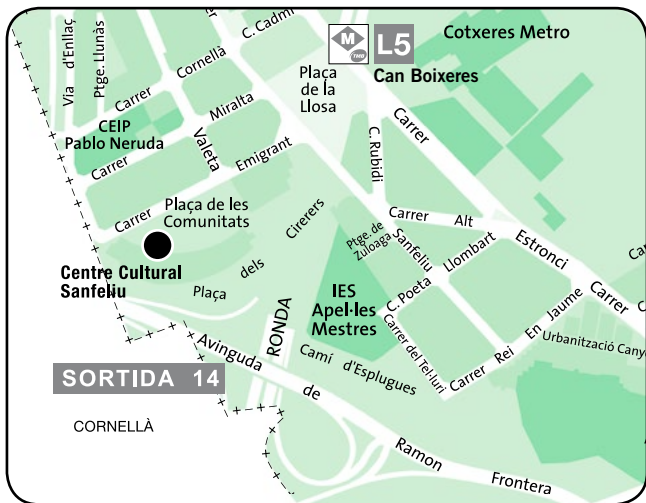 Via d'Enllaç
Ptge. Llunàs
C. Cadmi
M
TMB
L5
Can Boixeres
Cotxeres Metro
Carrer Cornellà
Plaça
de la
Llosa
CEIP
Pablo Neruda
Carrer Miralta
Valeta
Carrer Emigrant
C. Rubidi
Carrer Estronci Carrer
Plaça de les
Comunitats
Cirerers
dels
Plaça
Centre Cultural
Sanfeliu
Ptge. de
Zuloaga
Sanfeliu
Carrer Alt
C. Poeta Llombart
IES
Apel·les
Mestres
Carrer del Tel·luri
Carrer Rei En Jaume
RONDA
Camí d'Esplugues
Avinguda de Ramon Frontera
SORTIDA 14
CORNELLÀ
Urbanització Cany